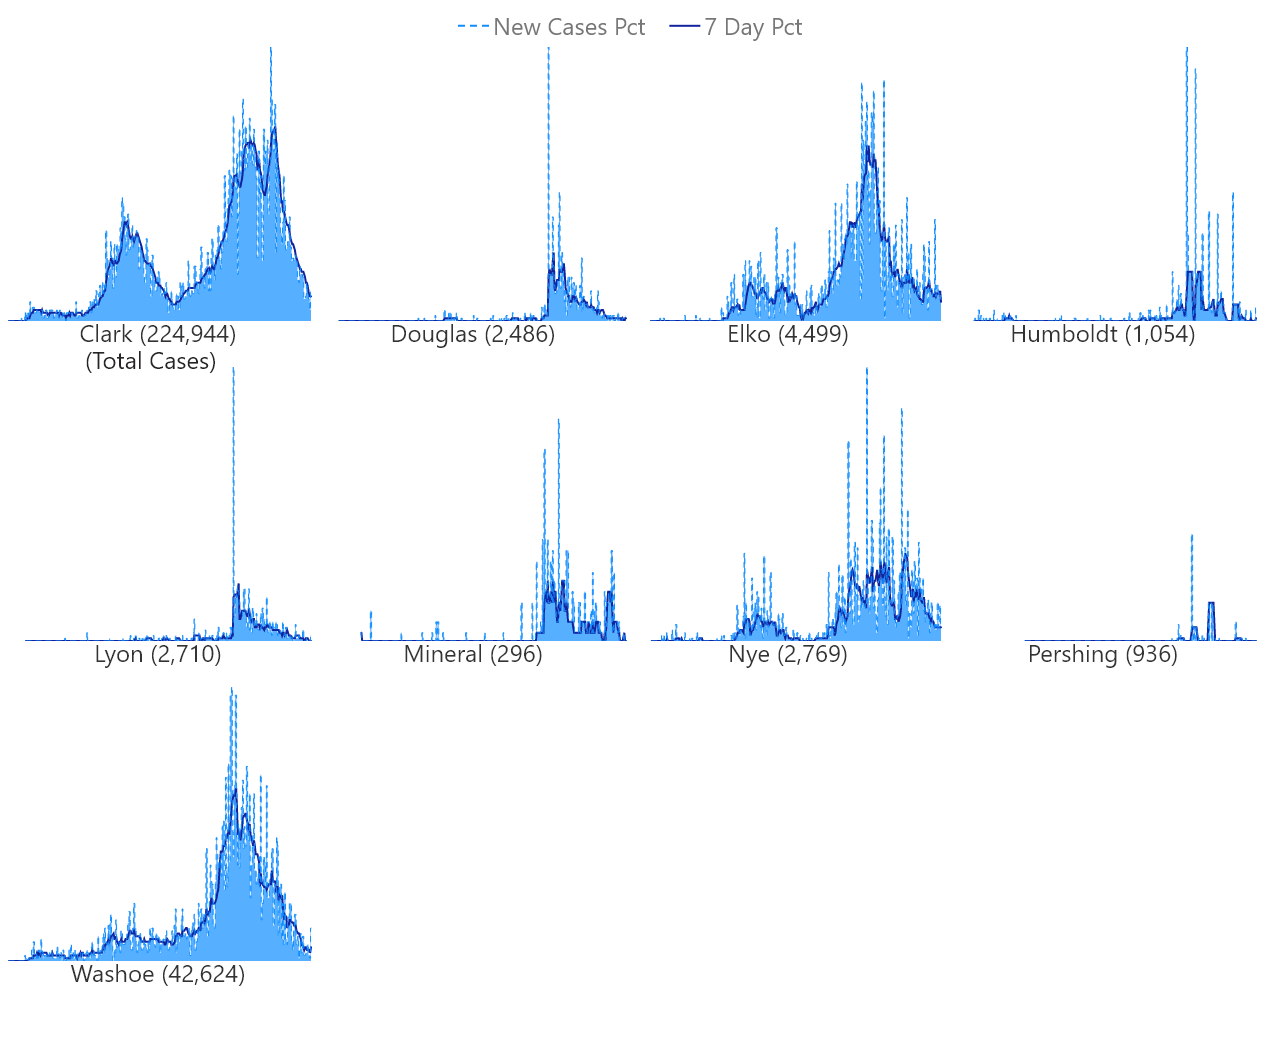 New Cases Pct 7 Day Pct
Clark (224,944) Douglas (2,486) Elko (4,499) Humboldt (1,054)
(Total Cases)
Lyon (2,710) Mineral (296) Nye (2,769) Pershing (936)
Washoe (42,624)